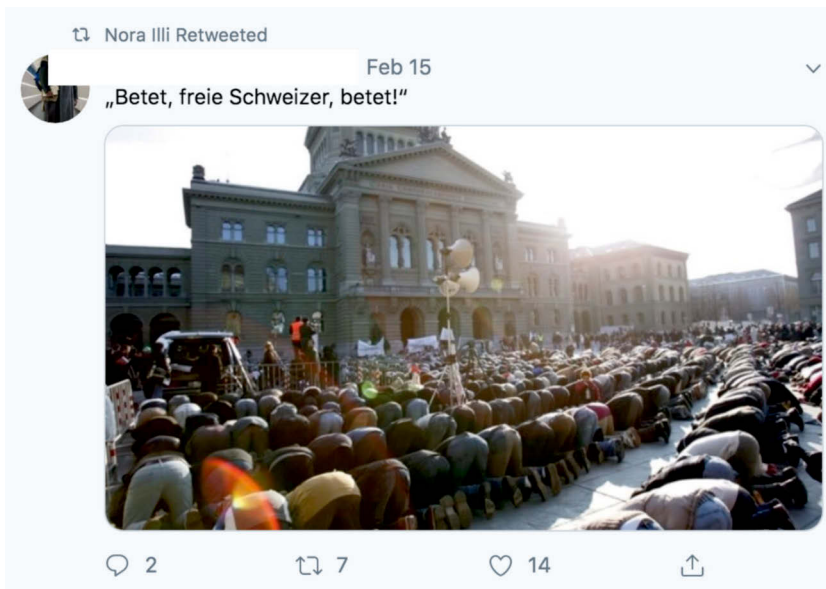 Nora Illi Retweeted
Feb 15
„Betet, freie Schweizer, betet!“
2 7 14